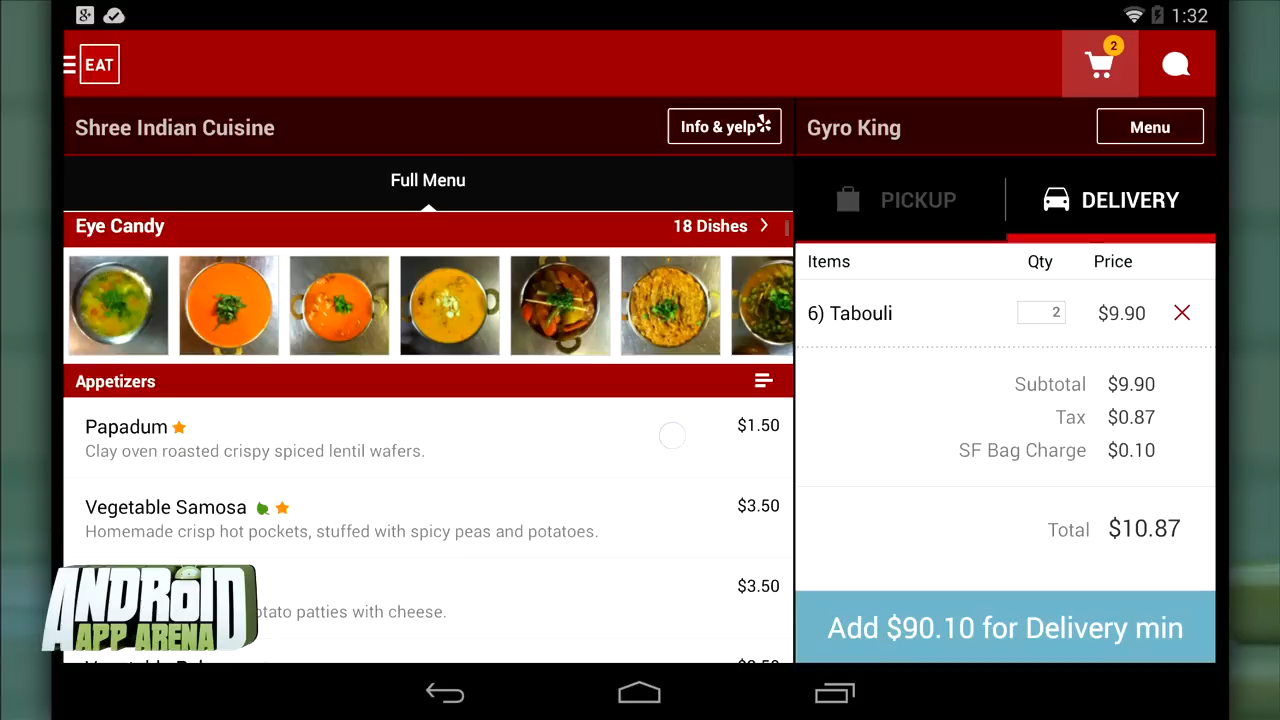 1:32
EAT
2
Shree Indian Cuisine
Info & yelp
Gyro King
Menu
Full Menu
PICKUP
DELIVERY
Eye Candy
18 Dishes
Items Qty Price
6) Tabouli 2 $9.90
Subtotal $9.90
Tax $0.87
SF Bag Charge $0.10
Total $10.87
Add $90.10 for Delivery min
Appetizers
Papadum $1.50
Clay oven roasted crispy spiced lentil wafers.
Vegetable Samosa $3.50
Homemade crisp hot pockets, stuffed with spicy peas and potatoes.
$3.50
patties with cheese.
ANDROID
APP ARENA